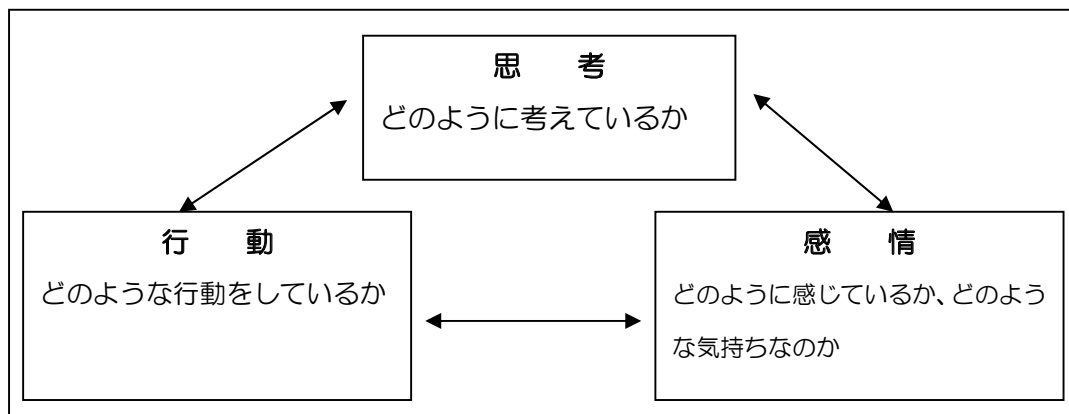 思　考
どのように考えているか
行　動
どのような行動をしているか
感　情
どのように感じているか、どのよう
な気持ちなのか